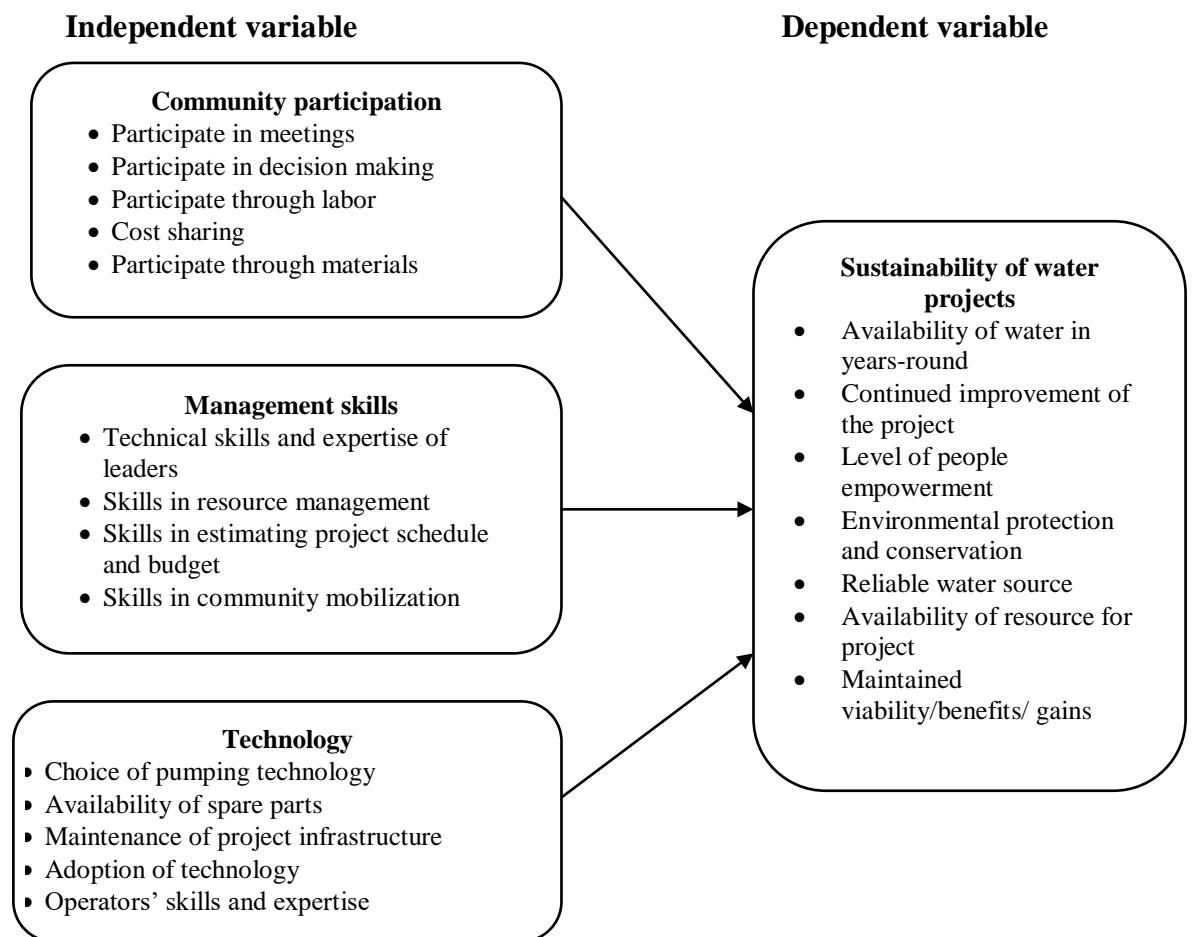 Independent variable
Dependent variable
Community participation
• Participate in meetings
• Participate in decision making
• Participate through labor
• Cost sharing
• Participate through materials
Management skills
• Technical skills and expertise of
leaders
• Skills in resource management
• Skills in estimating project schedule
and budget
• Skills in community mobilization
Technology
• Choice of pumping technology
• Availability of spare parts
• Maintenance of project infrastructure
• Adoption of technology
• Operators’ skills and expertise
Sustainability of water
projects
• Availability of water in
years-round
• Continued improvement of
the project
• Level of people
empowerment
• Environmental protection
and conservation
• Reliable water source
• Availability of resource for
project
• Maintained
viability/benefits/ gains